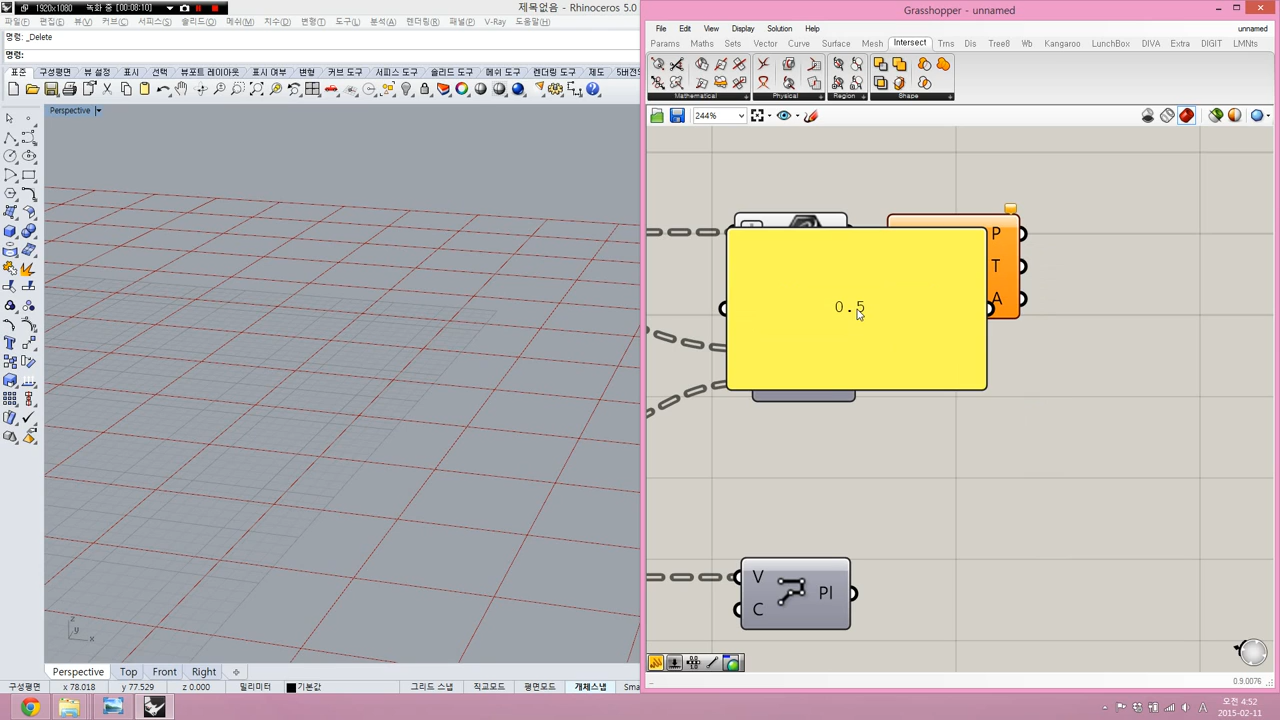 1920x1080 녹화 중 [00:08:10]
제목없음 - Rhinoceros 5.0
파일(F) 편집(E) 뷰(V) 커브(C) 서피스(S) 솔리드(O) 메쉬(M) 치수(D) 변형(T) 도구(L) 분석(A) 렌더링(R) 패널(P) V-Ray 도움말(H)
명령: _Delete
명령:
표준 구성평면 뷰 설정 표시 선택 뷰포트 레이아웃 표시 여부 변형 커브 도구 서피스 도구 솔리드 도구 메쉬 도구 렌더링 도구 제도
Perspective
z
y
x
Perspective Top Front Right
구성평면 x 78.018 y 77.529 z 0.000 밀리미터 기본값 그리드 스냅 직교모드 평면모드 개체스냅 Sma
Grasshopper - unnamed
File Edit View Display Solution Help unnamed
Params Maths Sets Vector Curve Surface Mesh Intersect Trns Dis Tree8 Wb Kangaroo LunchBox DIVA Extra DIGIT LMNts
Mathematical Physical Region Shape
244%
P
T
A
0.5
V
C
Pl
0.9.0076
A
오전 4:52
2015-02-11